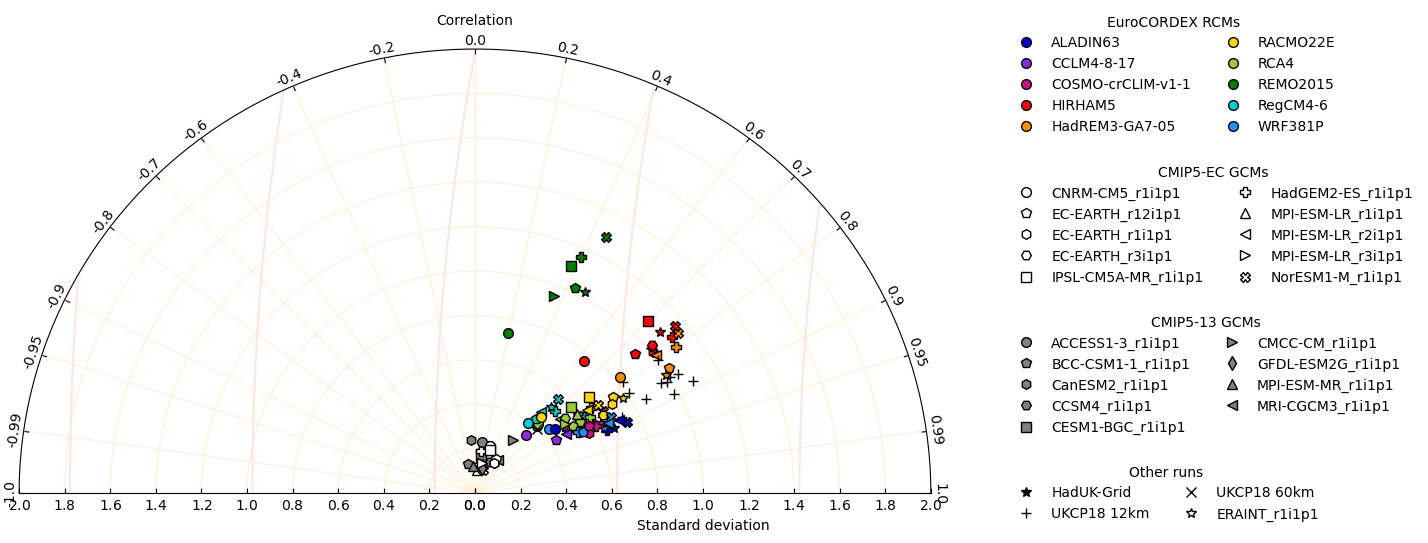 Correlation
0.0
-0.2
0.2
-0.4
0.4
-0.6
0.6
-0.7
0.7
-0.8
0.8
-0.9
0.9
-0.95
0.95
-0.99
0.99
1.0
1.0
2.0 1.8 1.6 1.4 1.2 1.0 0.8 0.6 0.4 0.2 0.0 0.2 0.4 0.6 0.8 1.0 1.2 1.4 1.6 1.8 2.0
Standard deviation
EuroCORDEX RCMs
ALADIN63
CCLM4-8-17
COSMO-crCLIM-v1-1
HIRHAM5
HadREM3-GA7-05
RACMO22E
RCA4
REMO2015
RegCM4-6
WRF381P
CMIP5-EC GCMs
CNRM-CM5_r1i1p1
EC-EARTH_r12i1p1
EC-EARTH_r1i1p1
EC-EARTH_r3i1p1
IPSL-CM5A-MR_r1i1p1
HadGEM2-ES_r1i1p1
MPI-ESM-LR_r1i1p1
MPI-ESM-LR_r2i1p1
MPI-ESM-LR_r3i1p1
NorESM1-M_r1i1p1
CMIP5-13 GCMs
ACCESS1-3_r1i1p1
BCC-CSM1-1_r1i1p1
CanESM2_r1i1p1
CCSM4_r1i1p1
CESM1-BGC_r1i1p1
CMCC-CM_r1i1p1
GFDL-ESM2G_r1i1p1
MPI-ESM-MR_r1i1p1
MRI-CGCM3_r1i1p1
Other runs
HadUK-Grid
UKCP18 12km
UKCP18 60km
ERAINT_r1i1p1